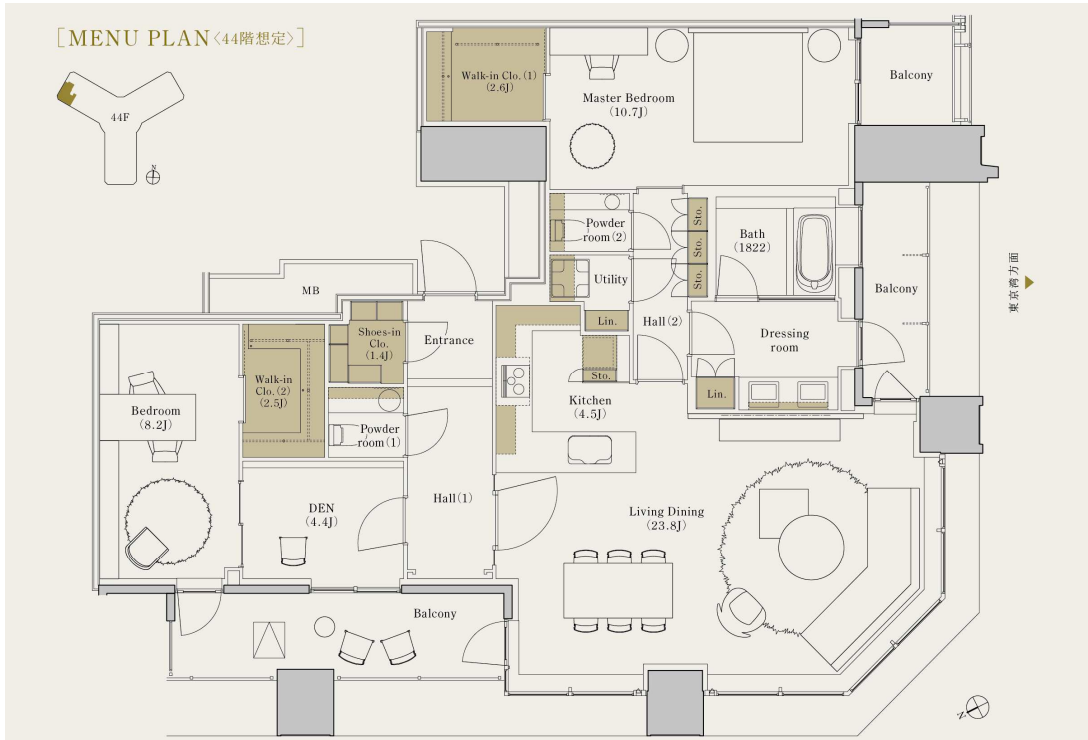 [MENU PLAN〈44階想定〉]
44F
N
Walk-in Clo. (1)
(2.6J)
Master Bedroom
(10.7J)
Balcony
Powder
room (2)
Sto.
Sto.
Sto.
Bath
(1822)
Utility
Lin.
Hall (2)
Balcony
東京湾方面
MB
Shoes-in
Clo.
(1.4J)
Entrance
Dressing
room
Walk-in
Clo. (2)
(2.5J)
Sto.
Lin.
Kitchen
(4.5J)
Bedroom
(8.2J)
Powder
room (1)
Hall (1)
DEN
(4.4J)
Living Dining
(23.8J)
Balcony
N